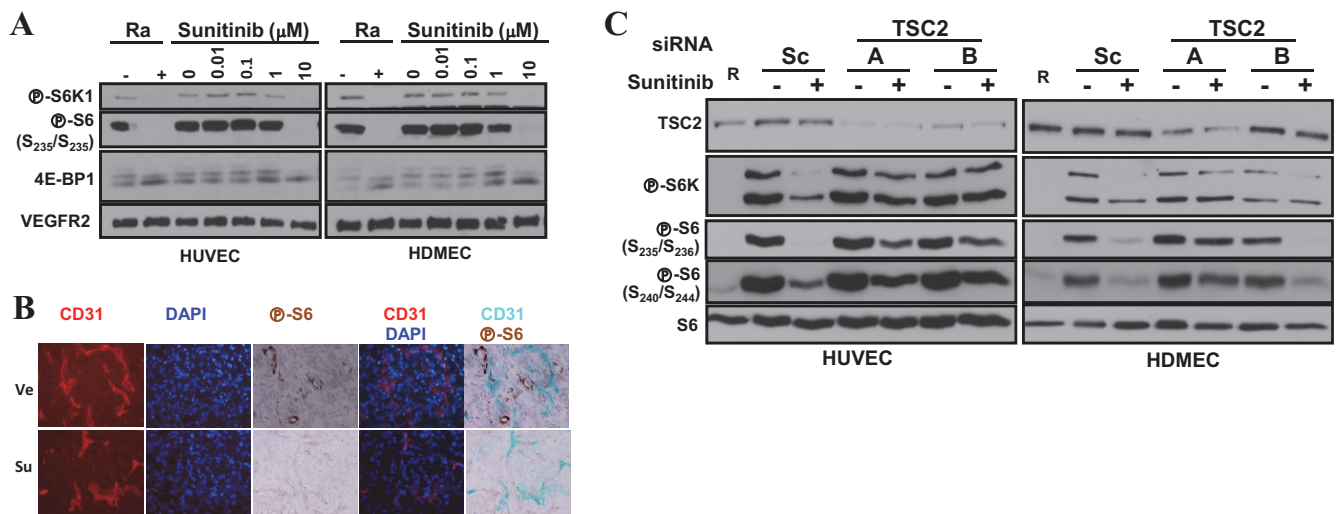 A
Ra Sunitinib (μM) Ra Sunitinib (μM)
- + 0 0.01 0.1 1 10 - + 0 0.01 0.1 1 10
Ⓟ-S6K1
Ⓟ-S6
(S235/S235)
4E-BP1
VEGFR2
HUVEC HDMEC
B
CD31 DAPI Ⓟ-S6 CD31 CD31
DAPI Ⓟ-S6
Ve
Su
C
TSC2 TSC2
siRNA Sc A B Sc A B
Sunitinib R - + - + - + R - + - + - +
TSC2
Ⓟ-S6K
Ⓟ-S6
(S235/S236)
Ⓟ-S6
(S240/S244)
S6
HUVEC HDMEC